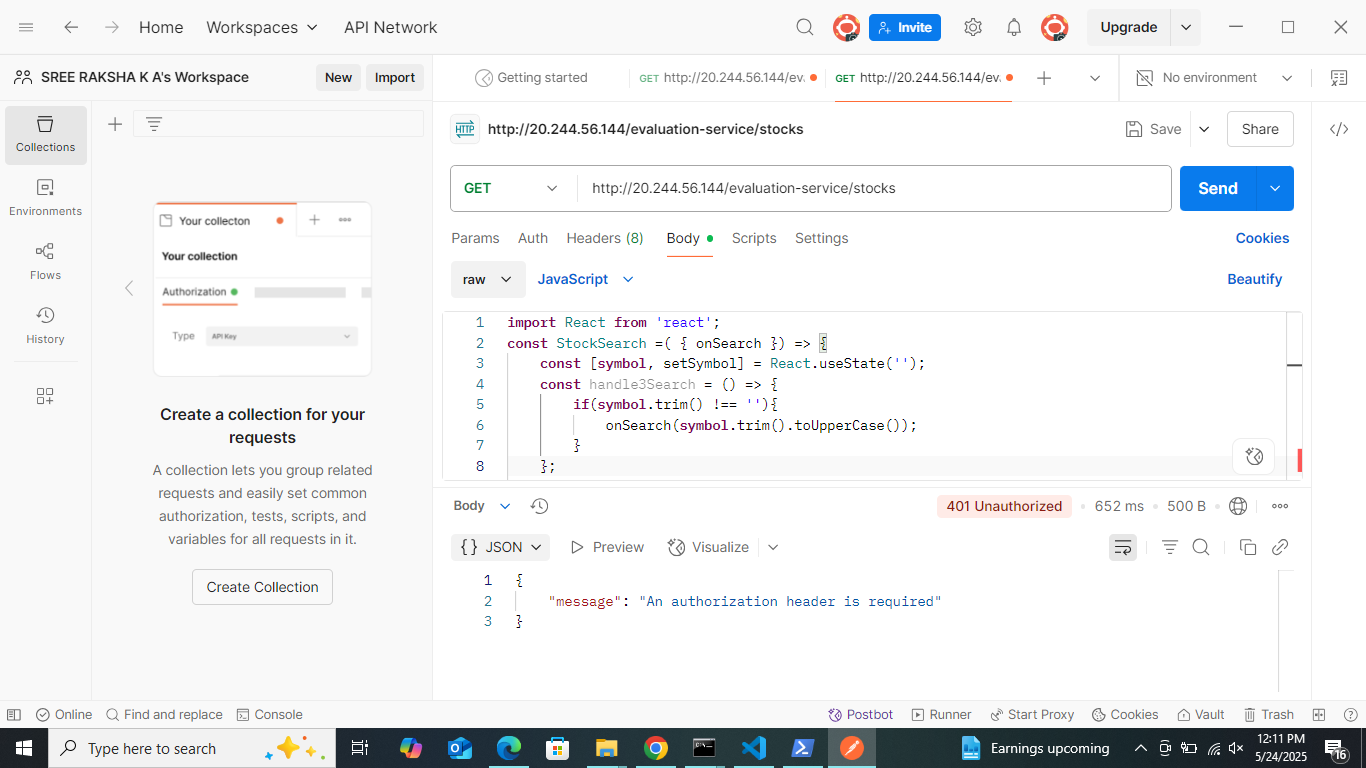 Home
Workspaces
API Network
Invite
Upgrade
SREE RAKSHA K A's Workspace
New
Import
Getting started
GET http://20.244.56.144/ev.
GET http://20.244.56.144/ev.
No environment
Collections
Environments
Flows
History
Your collecton
Your collection
Authorization
Type
API Key
Create a collection for your
requests
A collection lets you group related
requests and easily set common
authorization, tests, scripts, and
variables for all requests in it.
Create Collection
HTTP
http://20.244.56.144/evaluation-service/stocks
Save
Share
GET
http://20.244.56.144/evaluation-service/stocks
Send
Params
Auth
Headers (8)
Body
Scripts
Settings
Cookies
raw
JavaScript
Beautify
1 import React from 'react';
2 const StockSearch =( { onSearch }) => {
3 const [symbol, setSymbol] = React.useState('');
4 const handle3Search = () => {
5 if(symbol.trim() !== ''){
6 onSearch(symbol.trim().toUpperCase());
7 }
8 };
Body
401 Unauthorized
652 ms
500 B
{} JSON
Preview
Visualize
1 {
2 "message": "An authorization header is required"
3 }
Online
Find and replace
Console
Postbot
Runner
Start Proxy
Cookies
Vault
Trash
Type here to search
Earnings upcoming
12:11 PM
5/24/2025
16